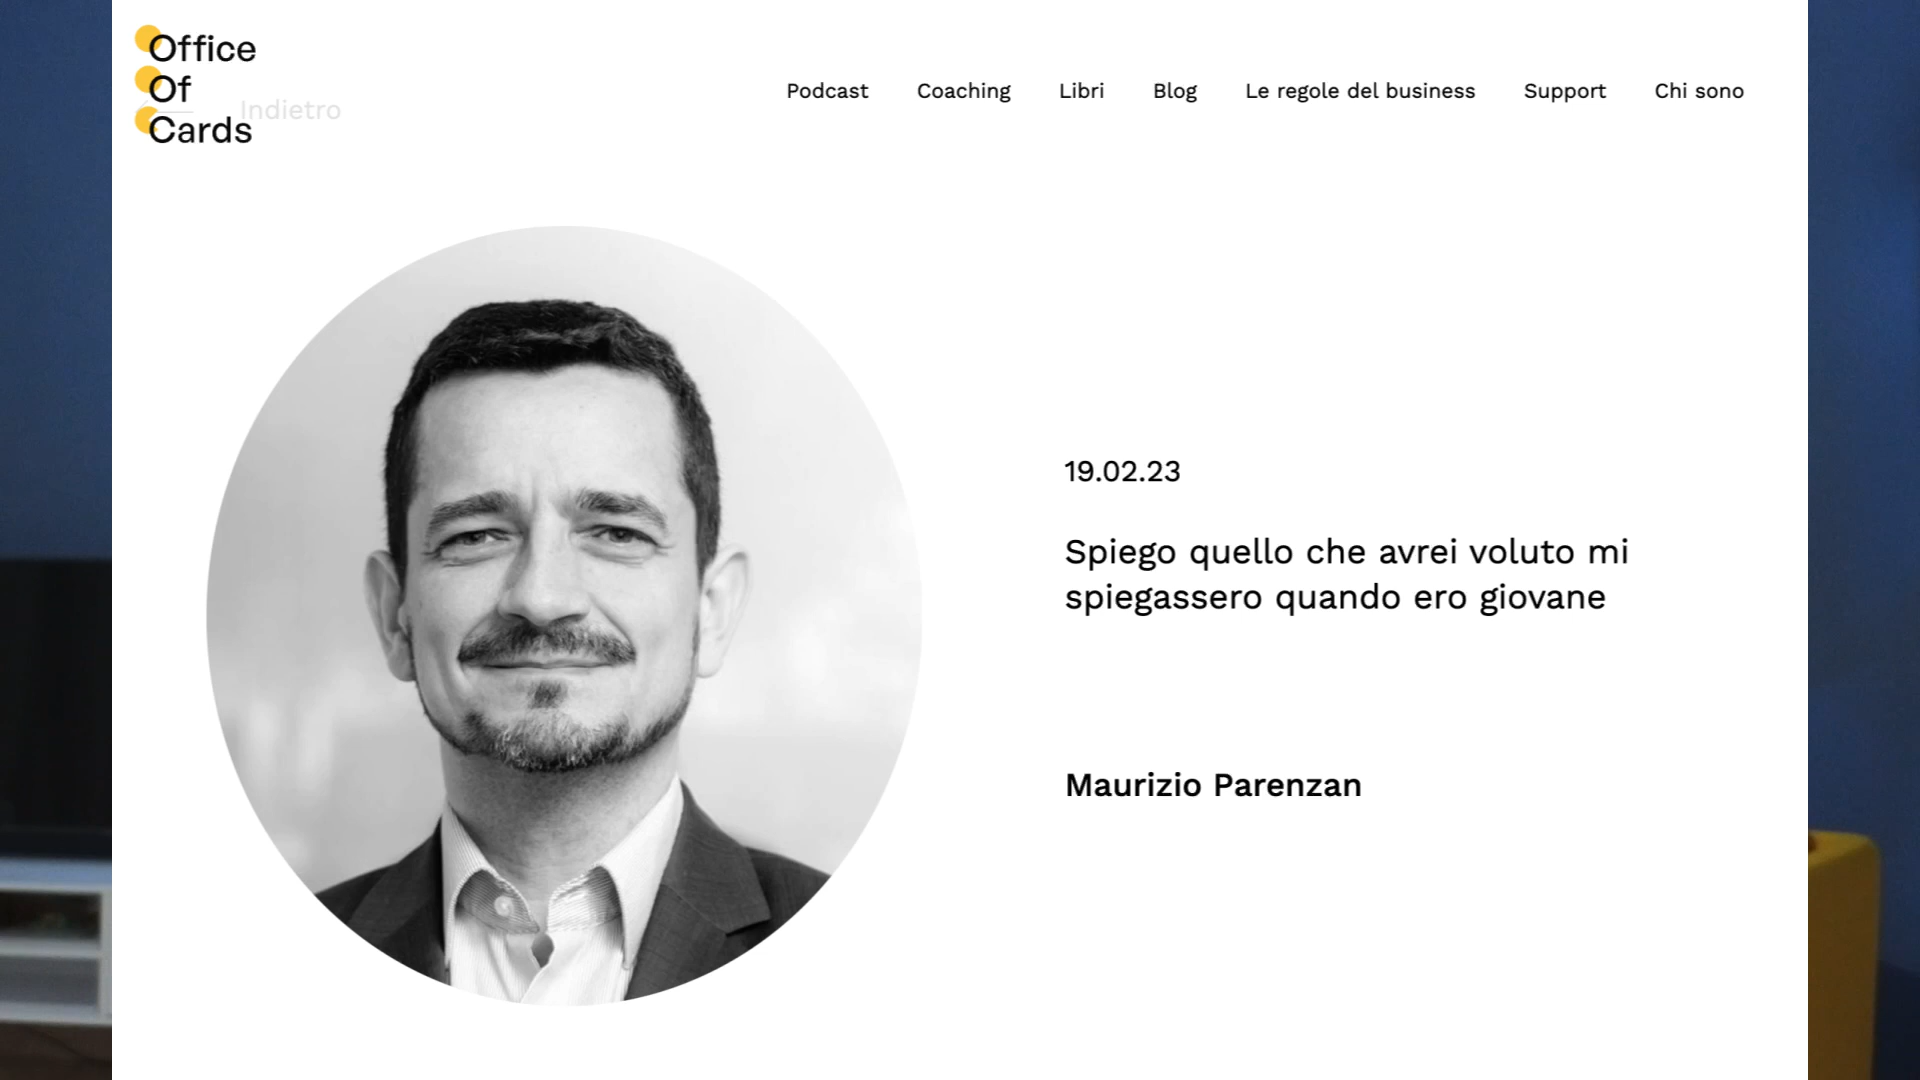 Office
Of
Cards
Indietro
Podcast Coaching Libri Blog Le regole del business Support Chi sono
19.02.23
Spiego quello che avrei voluto mi
spiegassero quando ero giovane
Maurizio Parenzan